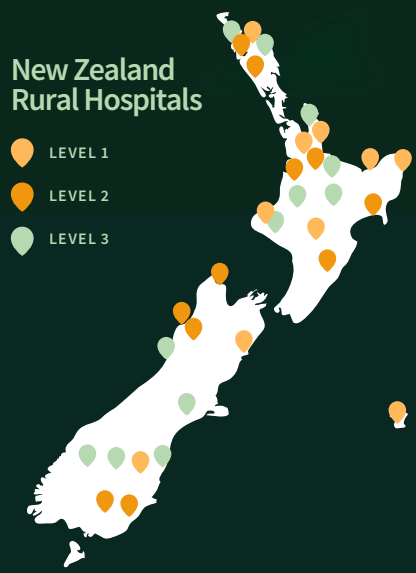 New Zealand
Rural Hospitals
LEVEL 1
LEVEL 2
LEVEL 3